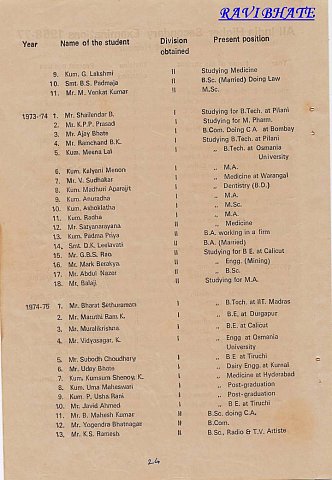 RAVI BHATE
Year Name of the student Division obtained Present position
9. Kum. G. Lakshmi II Studying Medicine
10. Smt. B.S. Padmaja II B.Sc. (Married) Doing Law
11. Mr. M. Venkat Kumar II M.Sc.
1973-74 1. Mr. Shailendar B. I Studying for B.Tech. at Pilani
2. Mr. K.P.P. Prasad I Studying for M. Pharm.
3. Mr. Ajay Bhate I B.Com. Doing C.A. at Bombay
4. Mr. Ramchand B.K. I Studying for B.Tech. at Pilani
5. Kum. Meena Lal I ,, B.Tech. at Osmania
University
6. Kum. Kalyani Menon I ,, M.A.
7. Mr. V. Sudhakar I ,, Medicine at Warangal
8. Kum. Madhuri Aparajit I ,, Dentistry (B.D.)
9. Kum. Anuradha I ,, M.A.
10. Kum. Ashoklatha I ,, M.Sc.
11. Kum. Radha I ,, M.A.
12. Mr. Satyanarayana II ,, Medicine
13. Kum. Padma Priya II B.A. working in a firm
14. Smt. D.K. Leelavati II B.A. (Married)
15. Mr. G.B.S. Rao II Studying for B E. at Calicut
16. Mr. Mark Berakya II ,, Engg. (Mining)
17. Mr. Abdul Nazar II ,, B.Sc.
18. Mr. Balaji II Studying for M.A.
1974-75 1. Mr. Bharat Sethuraman I ,, B.Tech. at IIT. Madras
2. Mr. Maruthi Ram K. I ,, B.E. at Durgapur
3. Mr. Muralikrishna I ,, B.E. at Calicut
4. Mr. Vidyasagar. K. I ,, Engg at Osmania
University
5. Mr. Subodh Choudhary I ,, B E. at Tiruchi
6. Mr. Uday Bhate I ,, Dairy Engg at Kurnal
7. Kum. Kumsum Shenoy. K. I ,, Medicine at Hyderabad
8. Kum. Uma Maheswari I ,, Post-graduation
9. Kum. P. Usha Rani I ,, Post-graduation
10. Mr. Javid Ahmed I ,, B E. at Tiruchi
11. Mr. B. Mahesh Kumar II B.Sc. doing C.A.
12. Mr. Yogendra Bhatnagar II B.Com.
13. Mr. K.S. Ramesh II B.Sc., Radio & T.V. Artiste
26